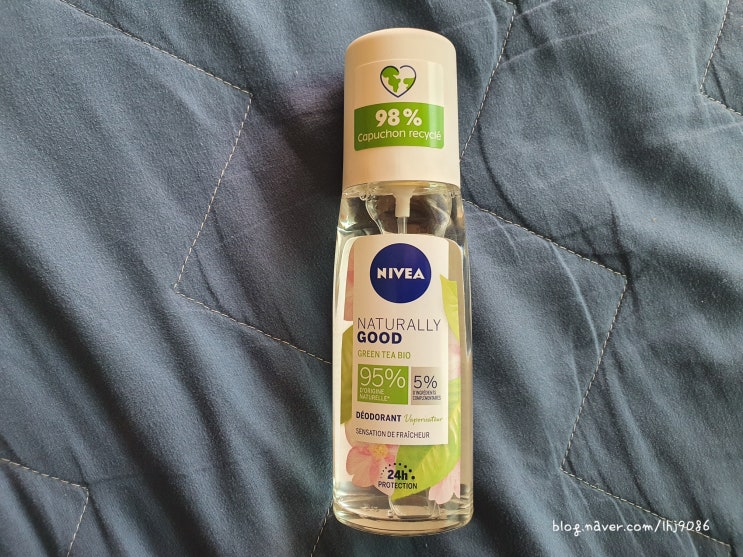 98%
Capuchon recyclé
NIVEA
NATURALLY
GOOD
GREEN TEA BIO
95%
D'ORIGINE
NATURELLE*
5%
D'INGRÉDIENTS
COMPLÉMENTAIRES
DÉODORANT Vaporisateur
SENSATION DE FRAÎCHEUR
24h
PROTECTION
blog.naver.com/lhj9086